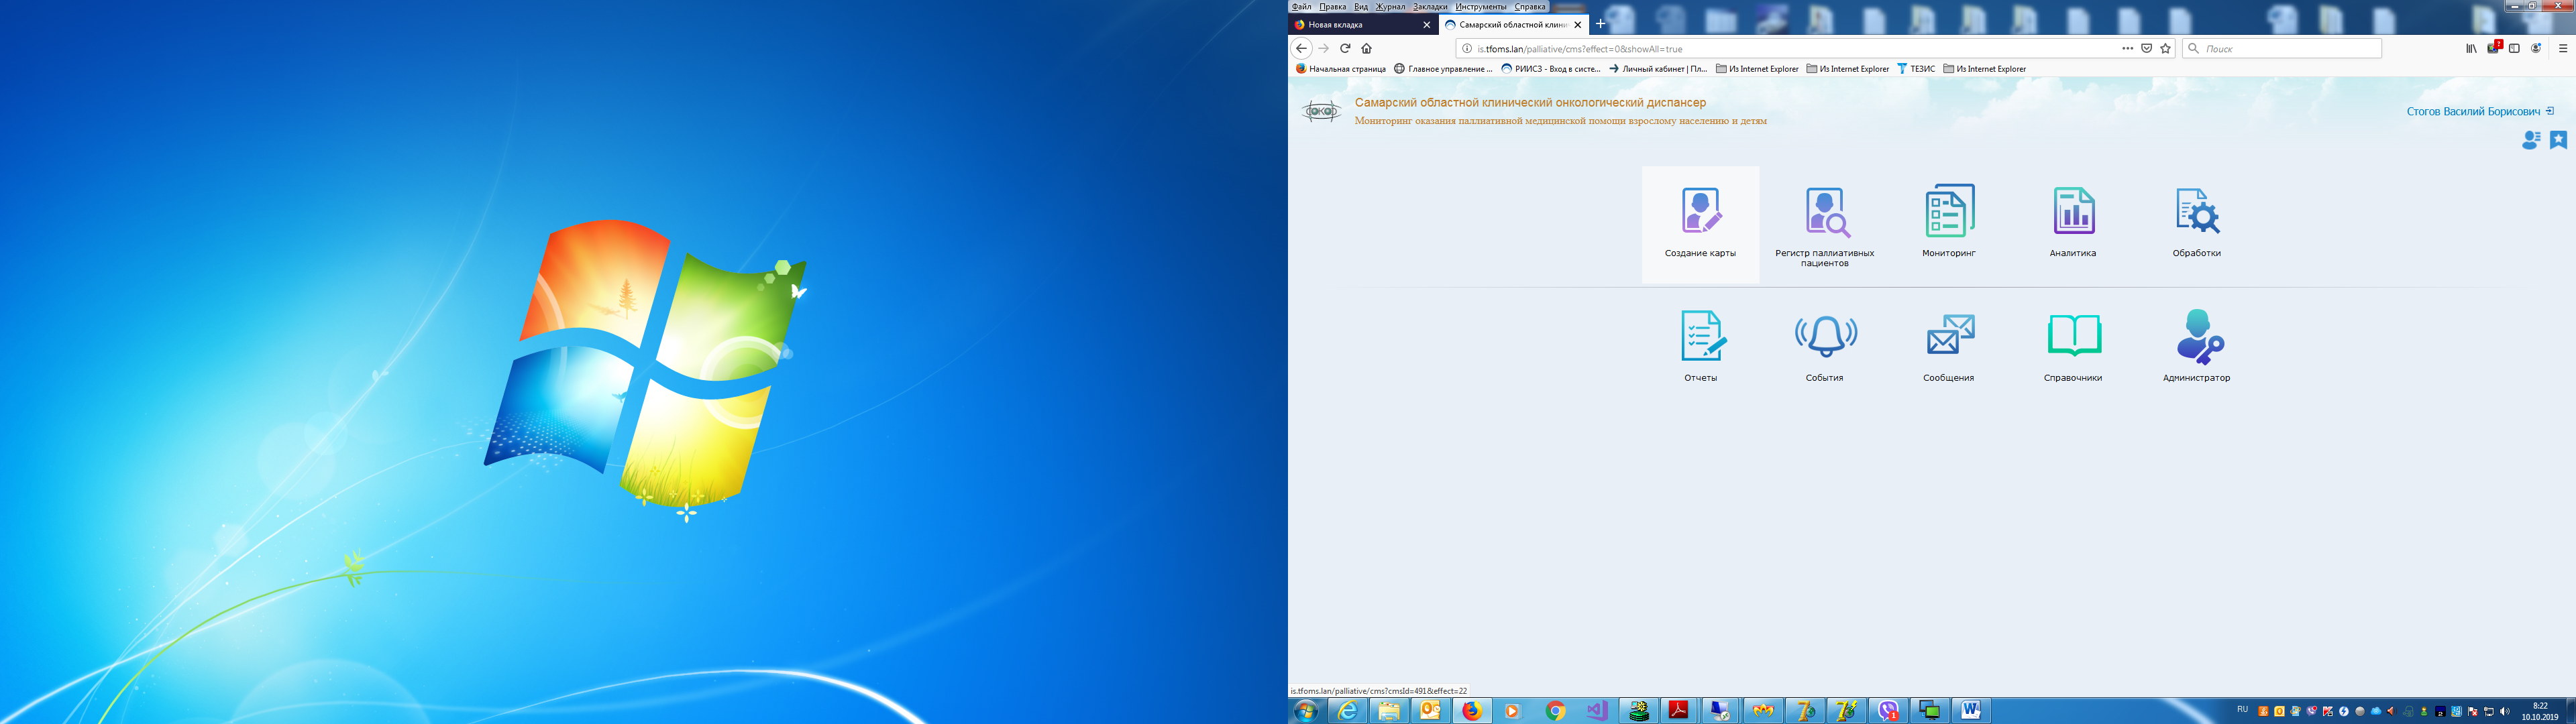 Файл Правка Вид Журнал Закладки Инструменты Справка
Новая вкладка
Самарский областной клини
is.tfoms.lan/palliative/cms?effect=0&showAll=true
Поиск
Начальная страница
Главное управление ...
РИИСЗ - Вход в систе...
Личный кабинет | Пл...
Из Internet Explorer
Из Internet Explorer
ТЕЗИС
Из Internet Explorer
Самарский областной клинический онкологический диспансер
Мониторинг оказания паллиативной медицинской помощи взрослому населению и детям
Стогов Василий Борисович
Создание карты
Регистр паллиативных
пациентов
Мониторинг
Аналитика
Обработки
Отчеты
События
Сообщения
Справочники
Администратор
is.tfoms.lan/palliative/cms?cmsId=491&effect=22
RU
8:22
10.10.2019